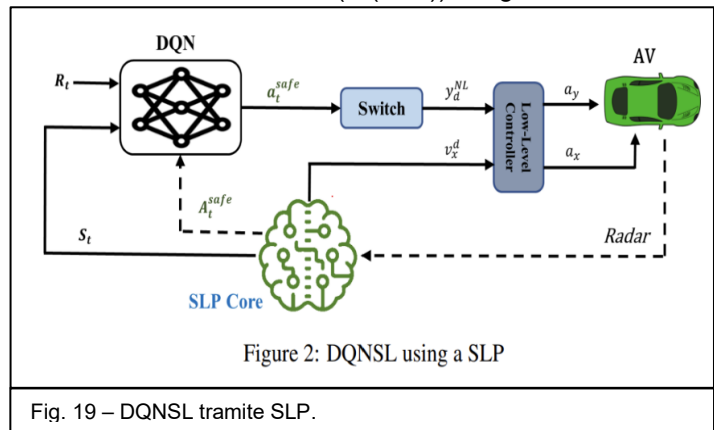 DQN
AV
R_t
a_t^{safe}
Switch
y_d^{NL}
Low-Level
Controller
a_y
v_x^d
a_x
A_t^{safe}
S_t
Radar
SLP Core
Figure 2: DQNSL using a SLP
Fig. 19 – DQNSL tramite SLP.